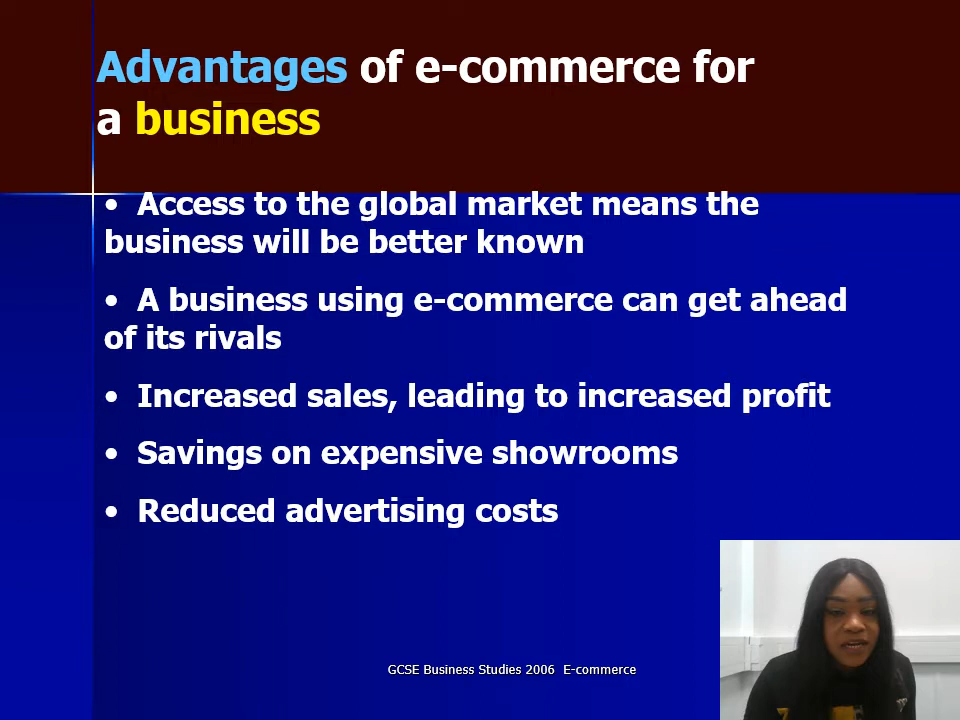 Advantages of e-commerce for
a business
• Access to the global market means the
business will be better known
• A business using e-commerce can get ahead
of its rivals
• Increased sales, leading to increased profit
• Savings on expensive showrooms
• Reduced advertising costs
GCSE Business Studies 2006 E-commerce